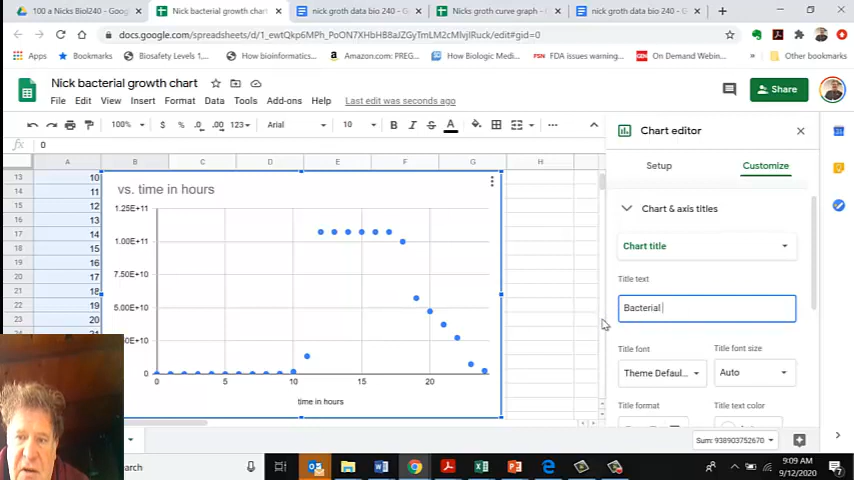 100 a Nicks Biol240 - Goog
Nick bacterial growth chart
nick groth data bio 240 - G
Nicks groth curve graph - G
nick groth data bio 240 - G
docs.google.com/spreadsheets/d/1_ewtQkp6MPh_PoON7XHbHB8aJZGyTmLM2cMlvjIRuck/edit#gid=0
Apps
Bookmarks
Biosafety Level 1,...
How bioinformatics...
Amazon.com: PREG...
How Biologic Medic...
FDA issues warning...
On Demand Webin...
Other bookmarks
Nick bacterial growth chart
Share
File Edit View Insert Format Data Tools Add-ons Help Last edit was seconds ago
100% $ % .0 .00 123 Arial 10 B I S A
Chart editor
fx 0
Setup
Customize
A B C D E F G H
13 10
14 11
15 12
16 13
17 14
18 15
19 16
20 17
21 18
22 19
23 20
vs. time in hours
1.25E+11
1.00E+11
7.50E+10
5.00E+10
0
0 5 10 15 20
time in hours
Chart & axis titles
Chart title
Title text
Bacterial
Title font
Title font size
Theme Defaul...
Auto
Title format
Title text color
Sum: 938903752670
9:09 AM
9/12/2020